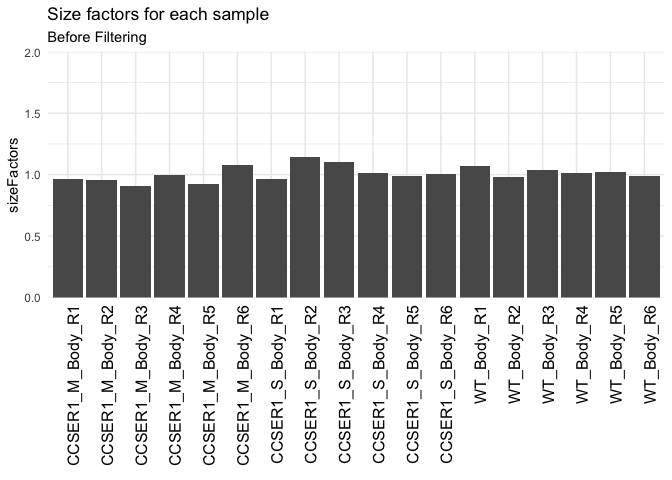 Size factors for each sample
Before Filtering
sizeFactors
2.0
1.5
1.0
0.5
0.0
CCSER1_M_Body_R1
CCSER1_M_Body_R2
CCSER1_M_Body_R3
CCSER1_M_Body_R4
CCSER1_M_Body_R5
CCSER1_M_Body_R6
CCSER1_S_Body_R1
CCSER1_S_Body_R2
CCSER1_S_Body_R3
CCSER1_S_Body_R4
CCSER1_S_Body_R5
CCSER1_S_Body_R6
WT_Body_R1
WT_Body_R2
WT_Body_R3
WT_Body_R4
WT_Body_R5
WT_Body_R6